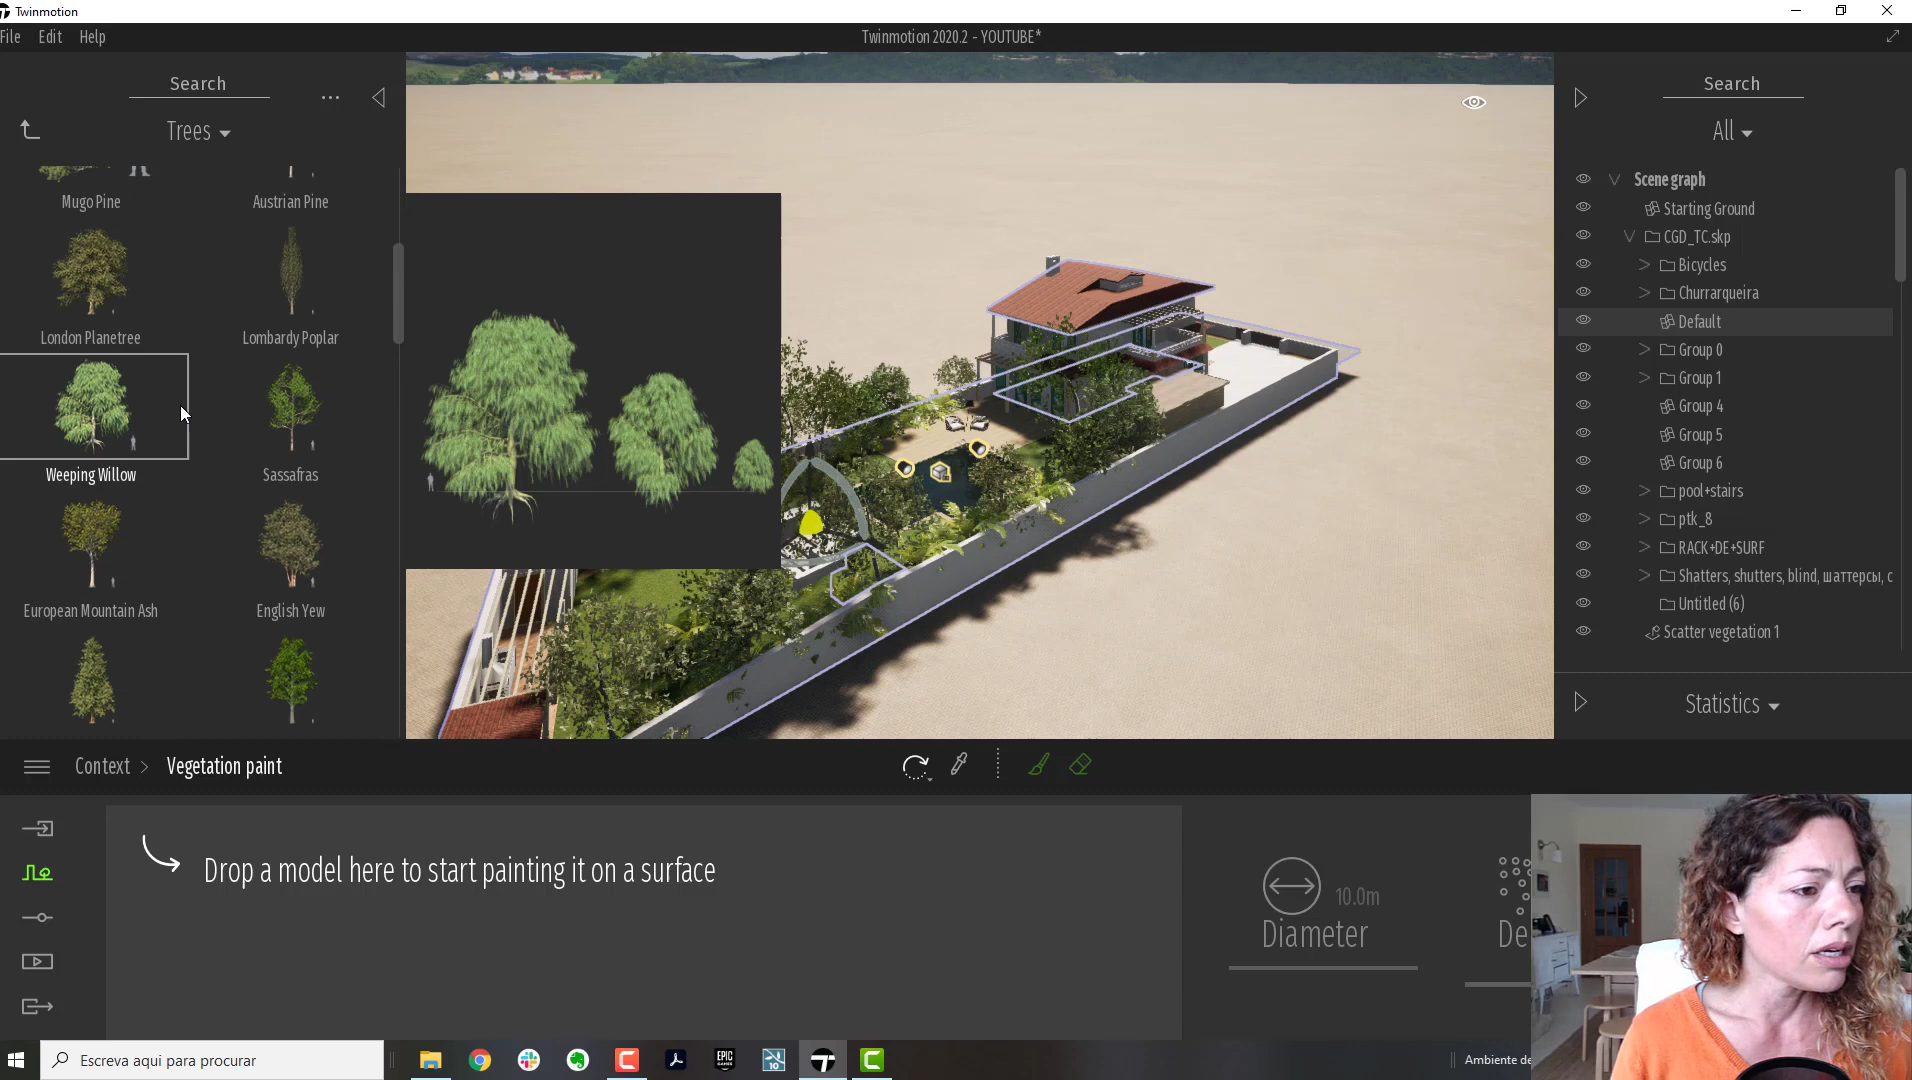 Twinmotion
File Edit Help
Twinmotion 2020.2 - YOUTUBE*
Search
...
Trees
Mugo Pine
Austrian Pine
London Planetree
Lombardy Poplar
Weeping Willow
Sassafras
European Mountain Ash
English Yew
Search
All
Scene graph
Starting Ground
CGD_TC.skp
Bicycles
Churrarqueira
Default
Group 0
Group 1
Group 4
Group 5
Group 6
pool+stairs
ptk_8
RACK+DE+SURF
Shatters, shutters, blind, шаттерсы, с
Untitled (6)
Scatter vegetation 1
Statistics
Context > Vegetation paint
Drop a model here to start painting it on a surface
10.0m
Diameter
De
Escreva aqui para procurar
EPIC
GAMES
10
Ambiente de